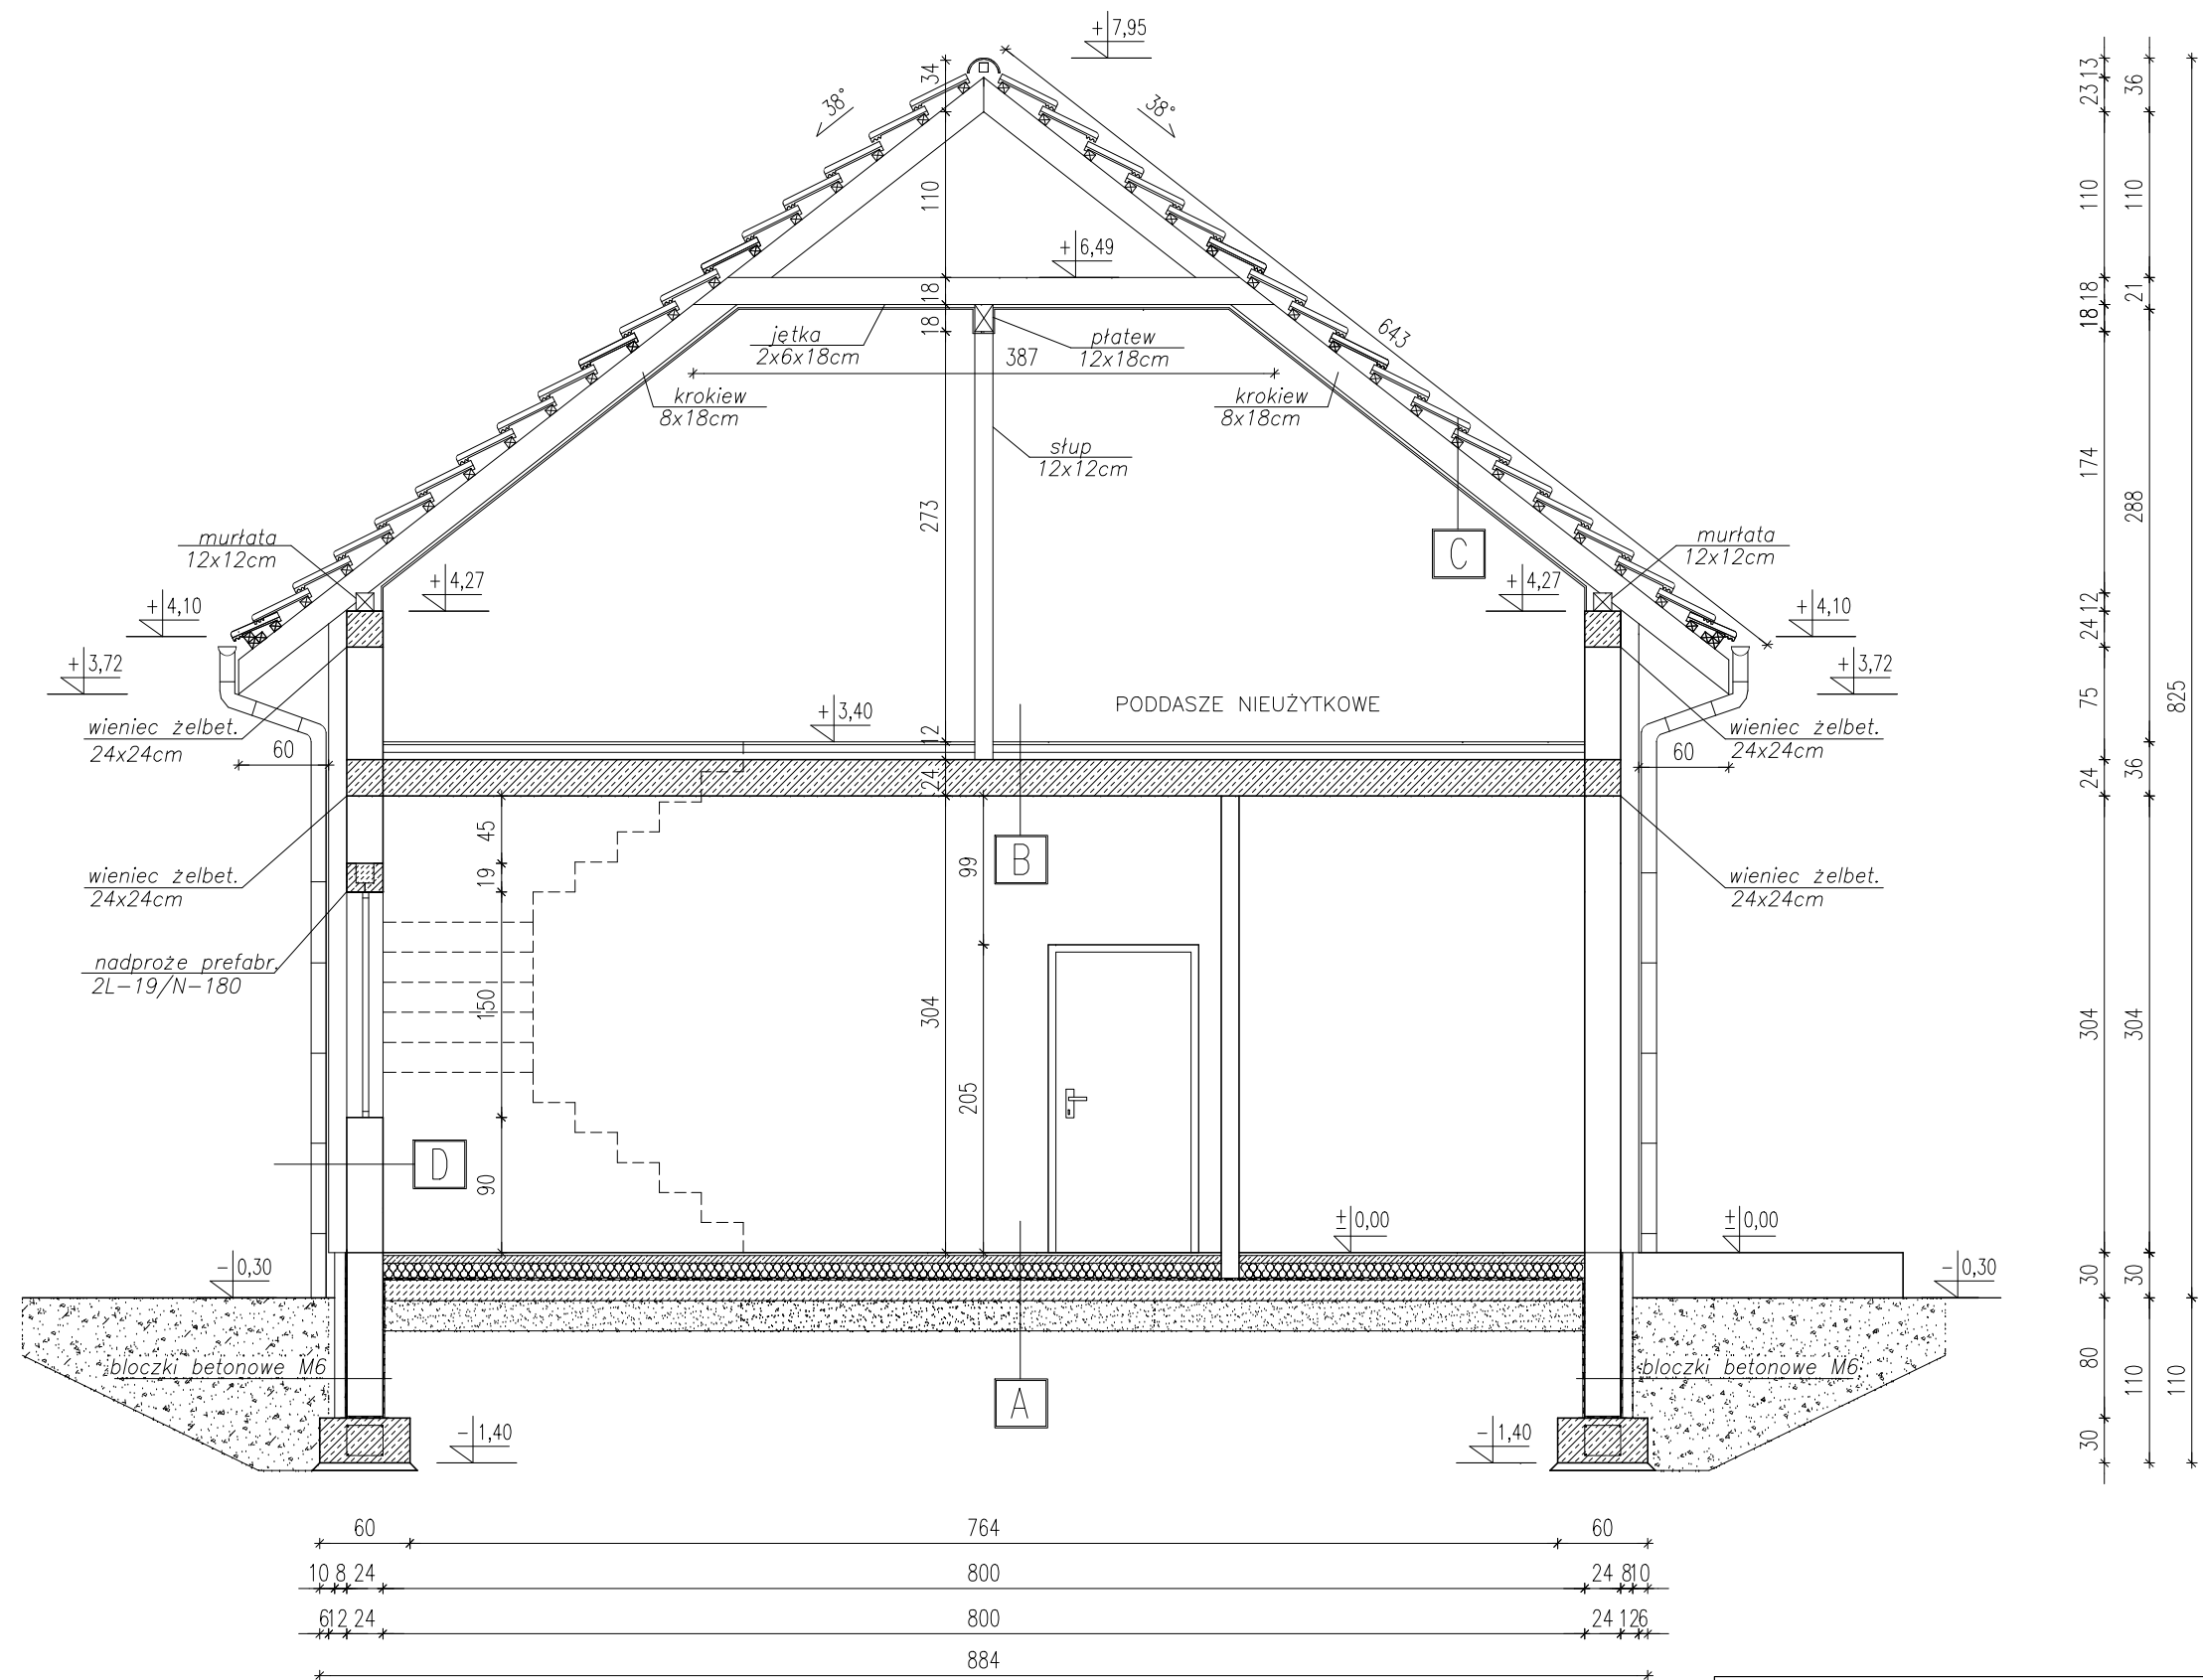 +7,95
34
38°
38°
13
23
36
110
110
110
+6,49
18
18
21
18
18
jętka
2x6x18cm
płatew
12x18cm
387
643
krokiew
8x18cm
krokiew
8x18cm
słup
12x12cm
174
273
288
murłata
12x12cm
murłata
12x12cm
C
+4,27
+4,27
12
+4,10
+4,10
24
+3,72
+3,72
825
75
PODDASZE NIEUŻYTKOWE
+3,40
12
wieniec żelbet.
24x24cm
wieniec żelbet.
24x24cm
60
60
24
24
36
45
B
99
19
wieniec żelbet.
24x24cm
wieniec żelbet.
24x24cm
nadproże prefabr.
2L-19/N-180
150
304
304
304
205
D
90
±0,00
±0,00
-0,30
-0,30
30
30
bloczki betonowe M6
bloczki betonowe M6
80
110
110
A
-1,40
-1,40
30
60 764 60
10 8 24 800 24 8 10
6 12 24 800 24 12 6
884